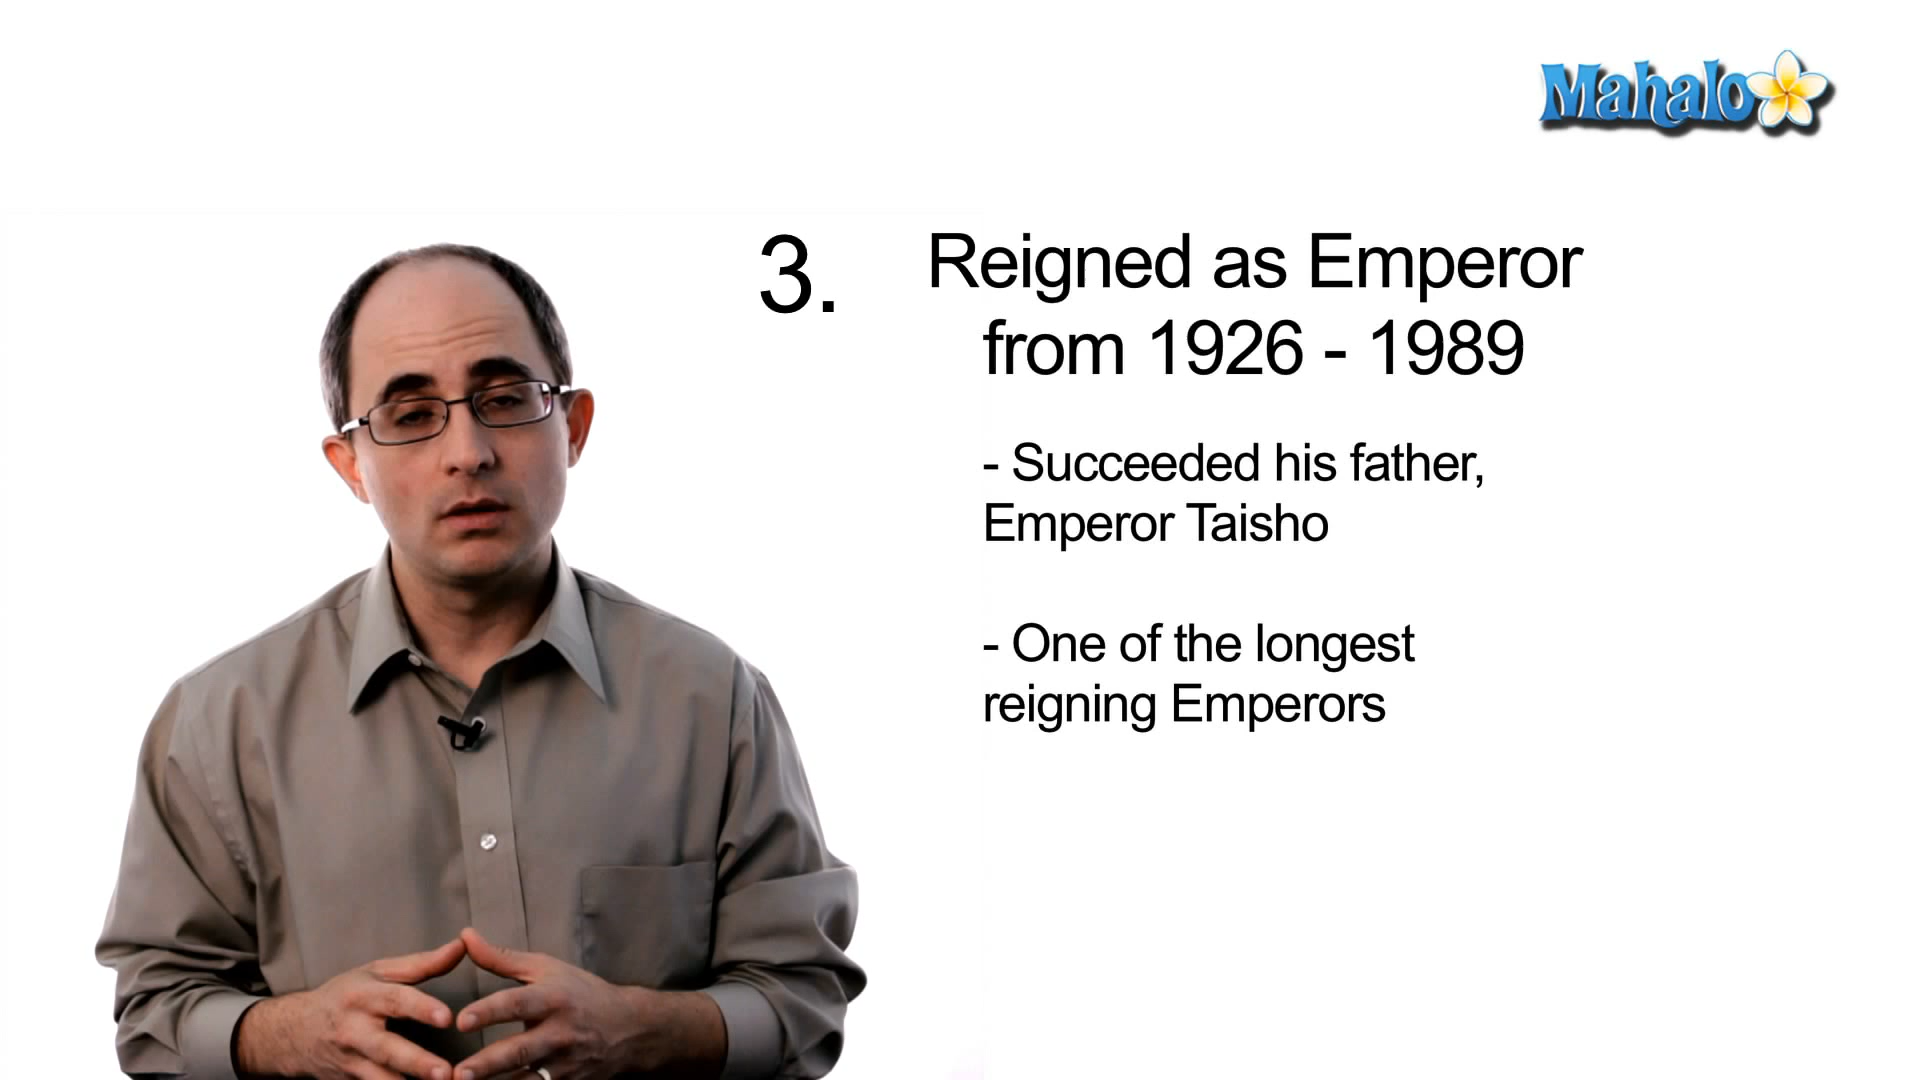 Mahalo
3.
Reigned as Emperor
from 1926 - 1989
- Succeeded his father,
Emperor Taisho
- One of the longest
reigning Emperors